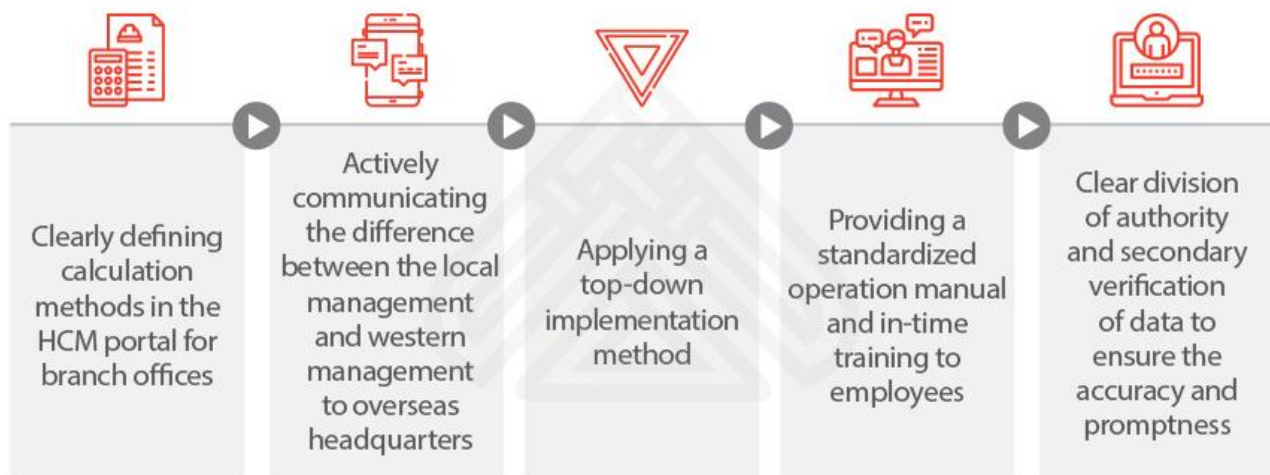 Clearly defining
calculation
methods in the
HCM portal for
branch offices
Actively
communicating
the difference
between the local
management
and western
management
to overseas
headquarters
Applying a
top-down
implementation
method
Providing a
standardized
operation manual
and in-time
training to
employees
Clear division
of authority
and secondary
verification
of data to
ensure the
accuracy and
promptness